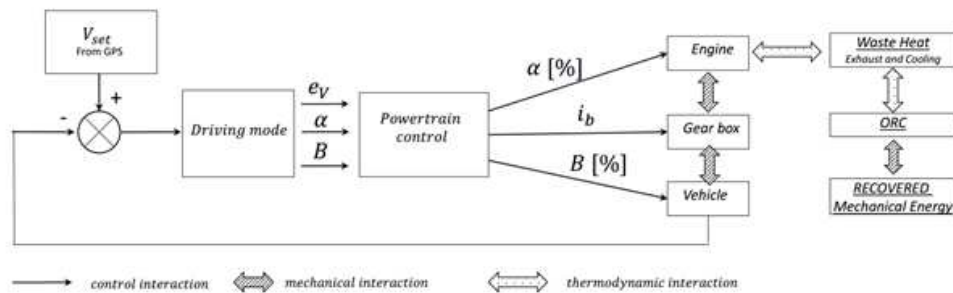 V_set
From GPS
+
-
Driving mode
e_V
α
B
Powertrain
control
α [%]
i_b
B [%]
Engine
Gear box
Vehicle
Waste Heat
Exhaust and Cooling
ORC
RECOVERED
Mechanical Energy
control interaction
mechanical interaction
thermodynamic interaction